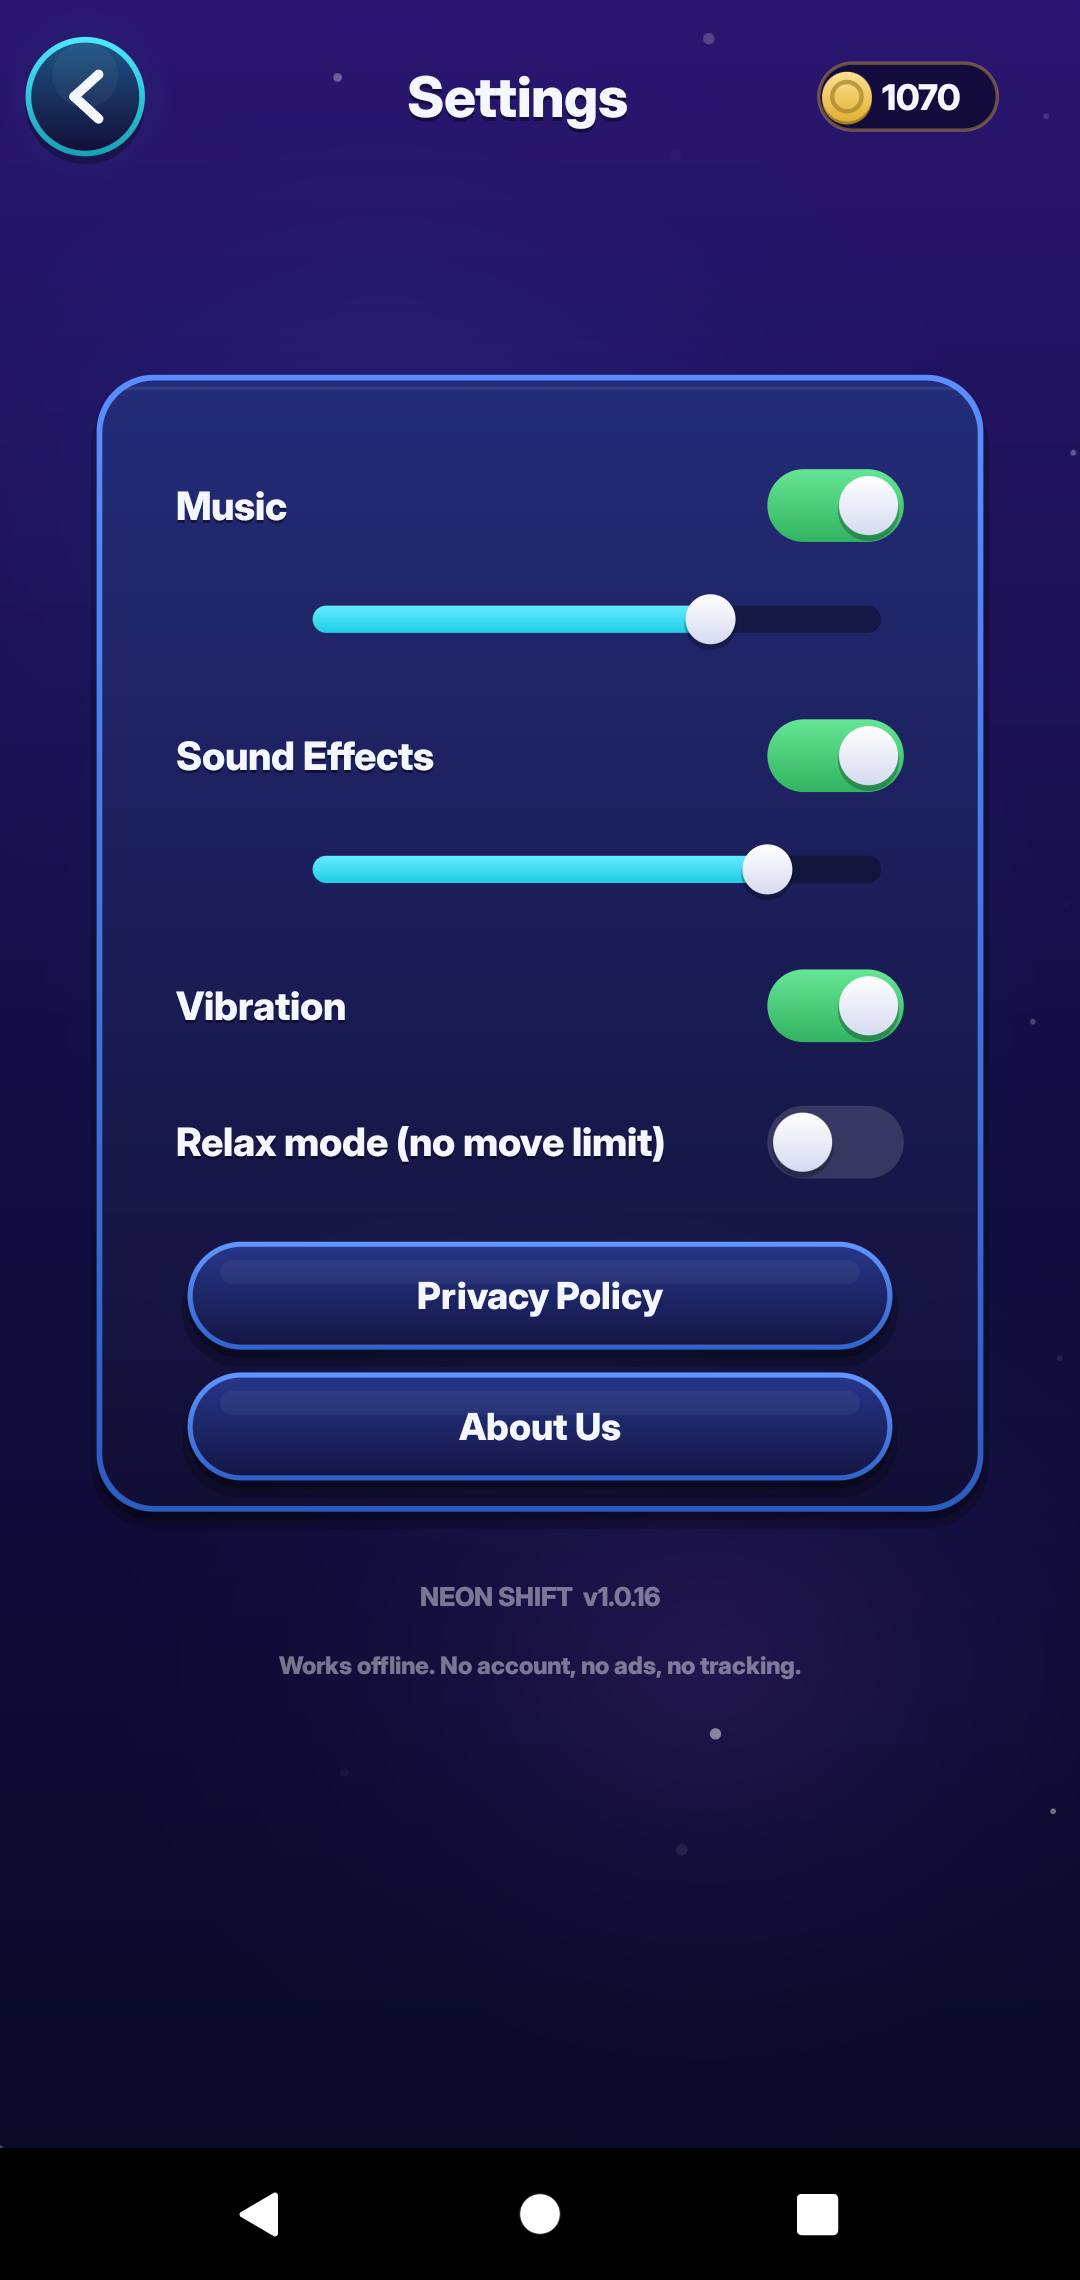 Settings
1070
Music
Sound Effects
Vibration
Relax mode (no move limit)
Privacy Policy
About Us
NEON SHIFT v1.0.16
Works offline. No account, no ads, no tracking.